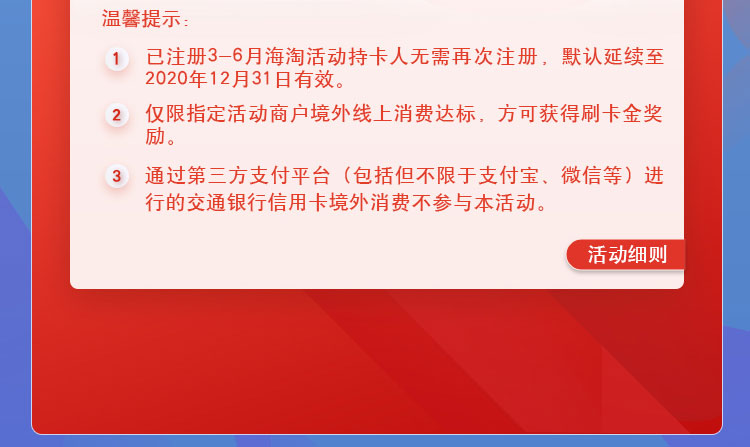 温馨提示：
1 已注册3-6月海淘活动持卡人无需再次注册，默认延续至
2020年12月31日有效。
2 仅限指定活动商户境外线上消费达标，方可获得刷卡金奖
励。
3 通过第三方支付平台（包括但不限于支付宝、微信等）进
行的交通银行信用卡境外消费不参与本活动。
活动细则